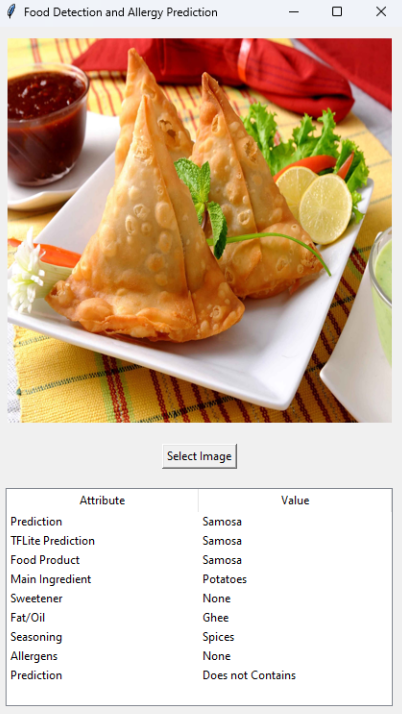 Food Detection and Allergy Prediction
Select Image
Attribute Value
Prediction Samosa
TFLite Prediction Samosa
Food Product Samosa
Main Ingredient Potatoes
Sweetener None
Fat/Oil Ghee
Seasoning Spices
Allergens None
Prediction Does not Contains